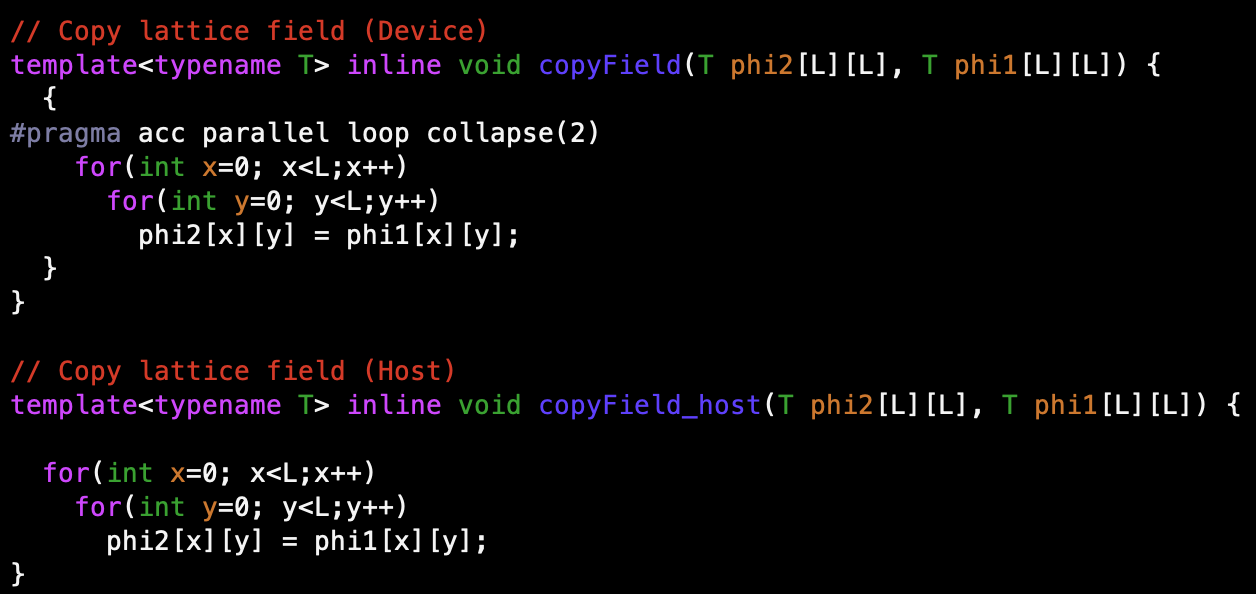 // Copy lattice field (Device)
template<typename T> inline void copyField(T phi2[L][L], T phi1[L][L]) {
  {
#pragma acc parallel loop collapse(2)
    for(int x=0; x<L;x++)
      for(int y=0; y<L;y++)
        phi2[x][y] = phi1[x][y];
  }
}

// Copy lattice field (Host)
template<typename T> inline void copyField_host(T phi2[L][L], T phi1[L][L]) {

  for(int x=0; x<L;x++)
    for(int y=0; y<L;y++)
      phi2[x][y] = phi1[x][y];
}